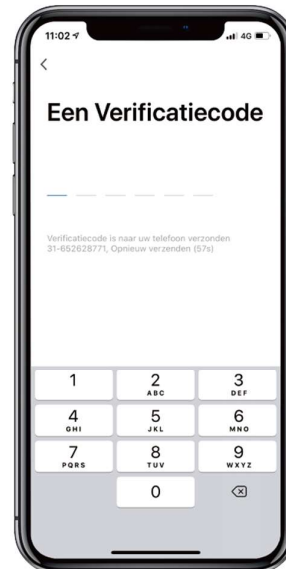 11:02
4G
Een Verificatiecode
Verificatiecode is naar uw telefoon verzonden
31-652628771, Opnieuw verzenden (57s)
1
2
ABC
3
DEF
4
GHI
5
JKL
6
MNO
7
PQRS
8
TUV
9
WXYZ
0